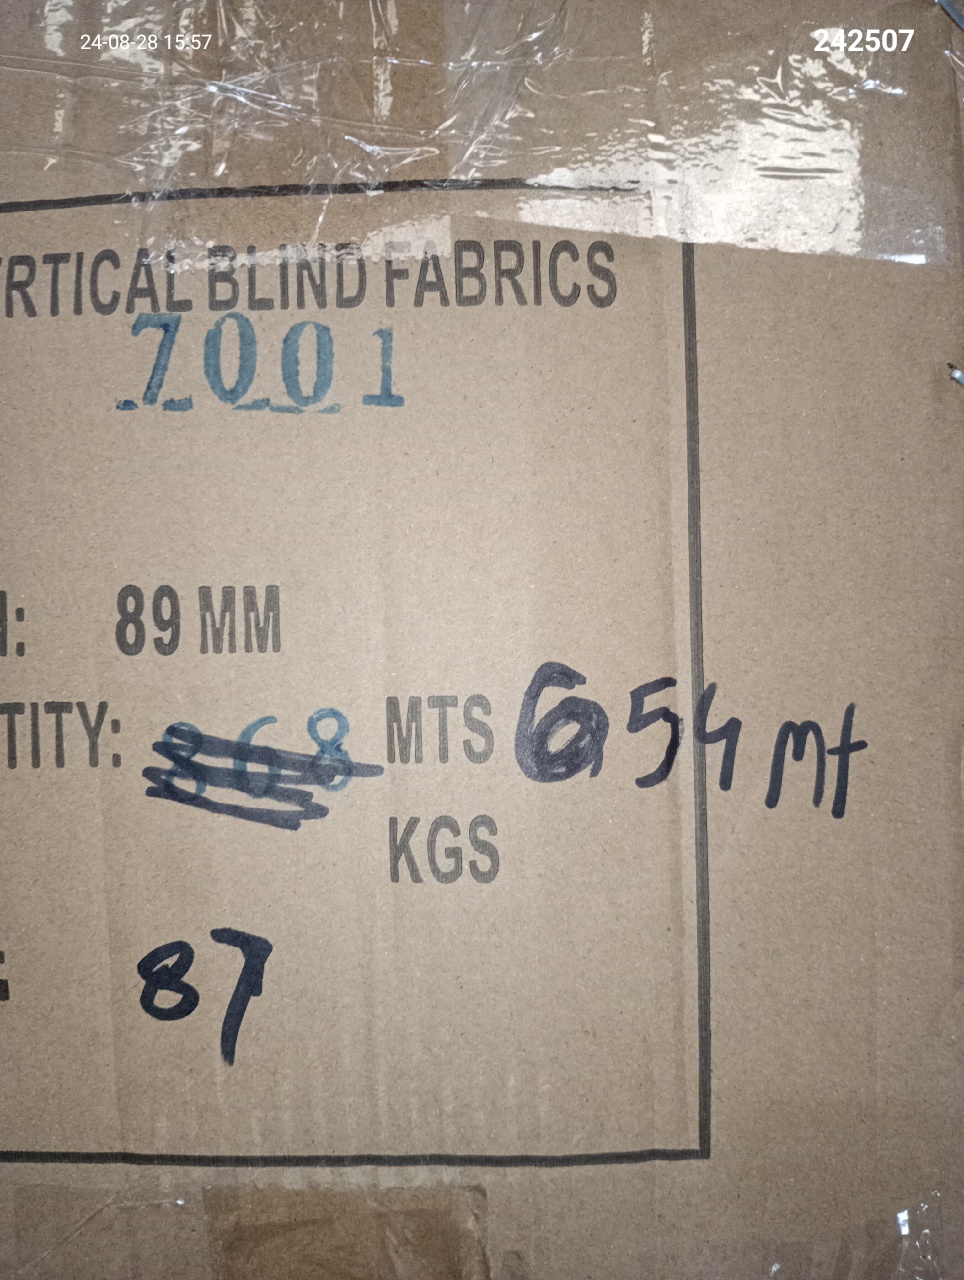 24-08-28 15:57
242507
RTICAL BLIND FABRICS
7001
: 89 MM
TITY: 868 MTS 654 Mt
KGS
: 87